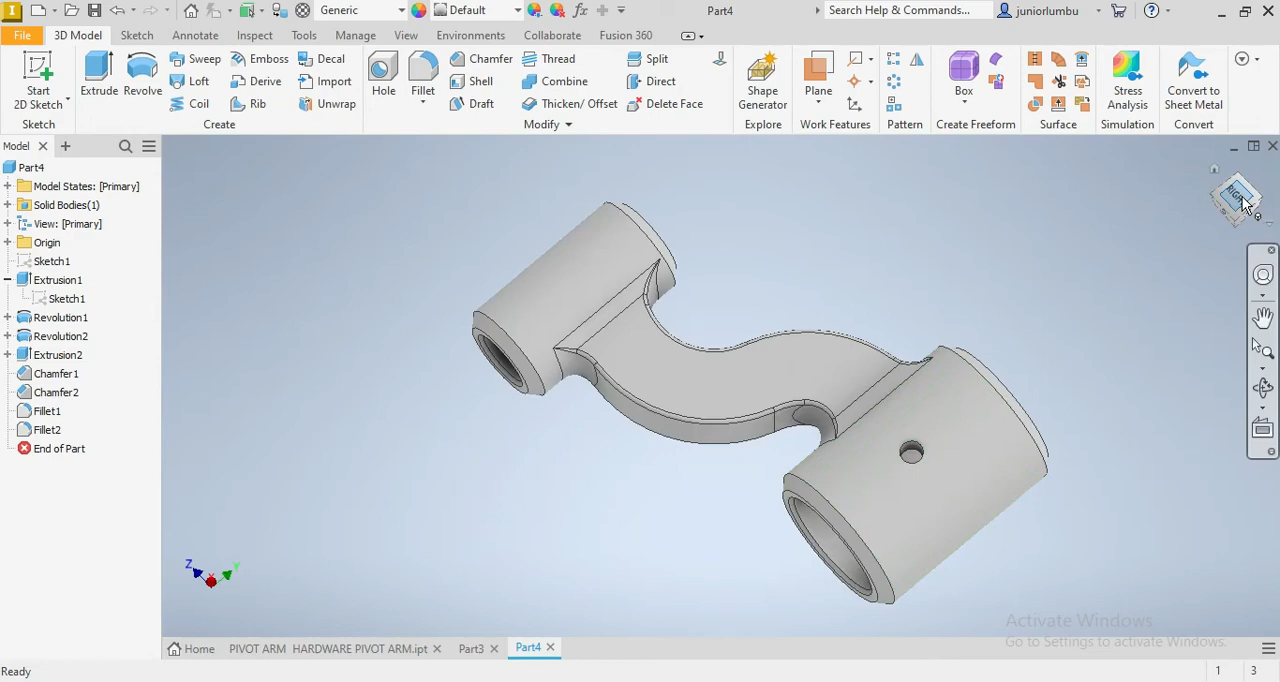 Generic
Default
Part4
Search Help & Commands...
juniorlumbu
File
3D Model
Sketch
Annotate
Inspect
Tools
Manage
View
Environments
Collaborate
Fusion 360
Start
2D Sketch
Extrude
Revolve
Sweep
Loft
Coil
Emboss
Derive
Rib
Decal
Import
Unwrap
Hole
Fillet
Chamfer
Shell
Draft
Thread
Combine
Thicken/ Offset
Split
Direct
Delete Face
Shape
Generator
Plane
Box
Stress
Analysis
Convert to
Sheet Metal
Sketch
Create
Modify
Explore
Work Features
Pattern
Create Freeform
Surface
Simulation
Convert
Model
Part4
Model States: [Primary]
Solid Bodies(1)
View: [Primary]
Origin
Sketch1
Extrusion1
Sketch1
Revolution1
Revolution2
Extrusion2
Chamfer1
Chamfer2
Fillet1
Fillet2
End of Part
Z
Y
Activate Windows
Go to Settings to activate Windows.
Home
PIVOT ARM HARDWARE PIVOT ARM.ipt
Part3
Part4
Ready
1
3